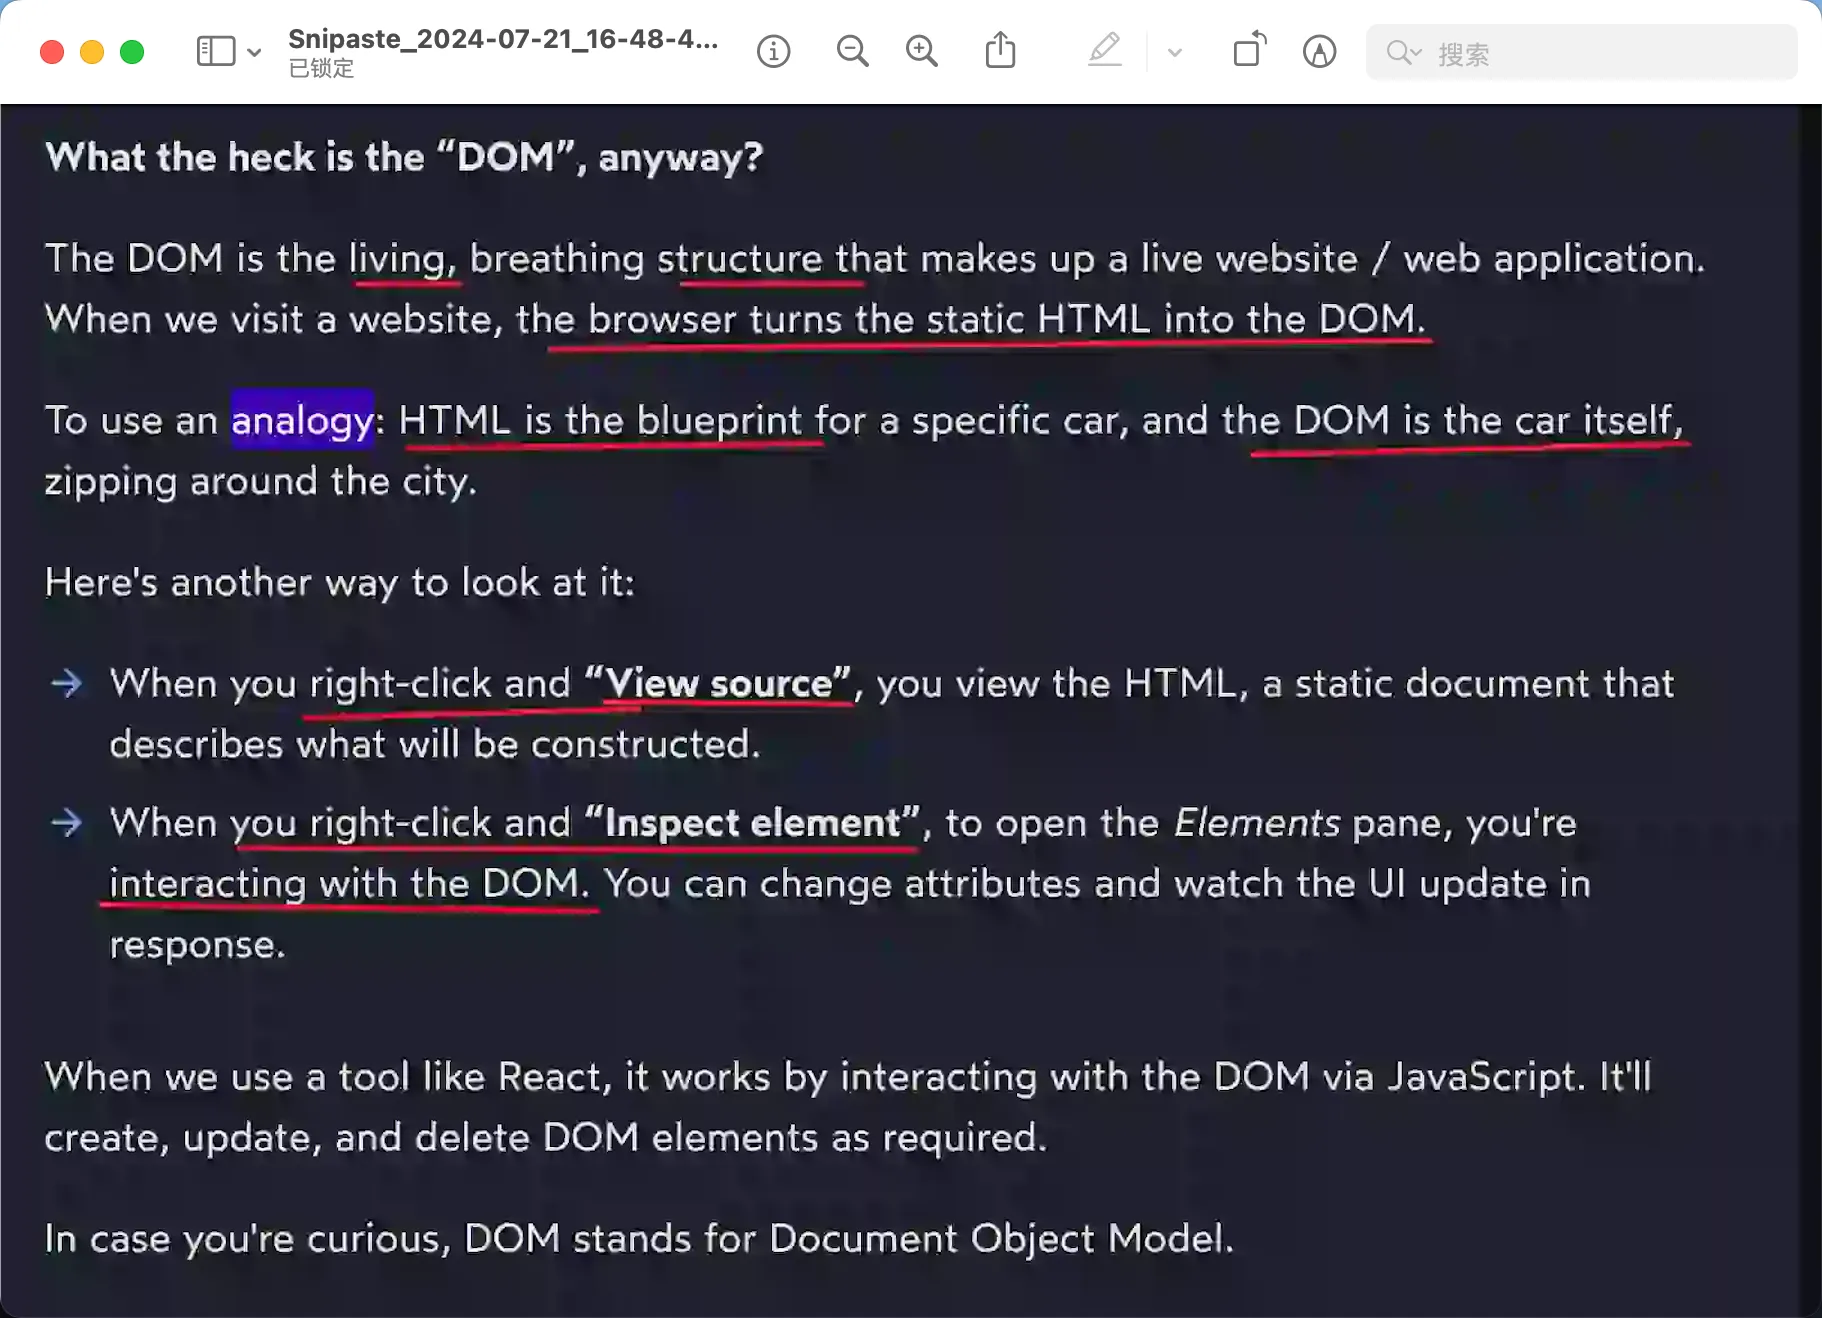 Snipaste_2024-07-21_16-48-4...
已锁定
搜索
What the heck is the “DOM”, anyway?
The DOM is the living, breathing structure that makes up a live website / web application.
When we visit a website, the browser turns the static HTML into the DOM.
To use an analogy: HTML is the blueprint for a specific car, and the DOM is the car itself,
zipping around the city.
Here's another way to look at it:
→ When you right-click and “View source”, you view the HTML, a static document that
describes what will be constructed.
→ When you right-click and “Inspect element”, to open the Elements pane, you're
interacting with the DOM. You can change attributes and watch the UI update in
response.
When we use a tool like React, it works by interacting with the DOM via JavaScript. It'll
create, update, and delete DOM elements as required.
In case you're curious, DOM stands for Document Object Model.